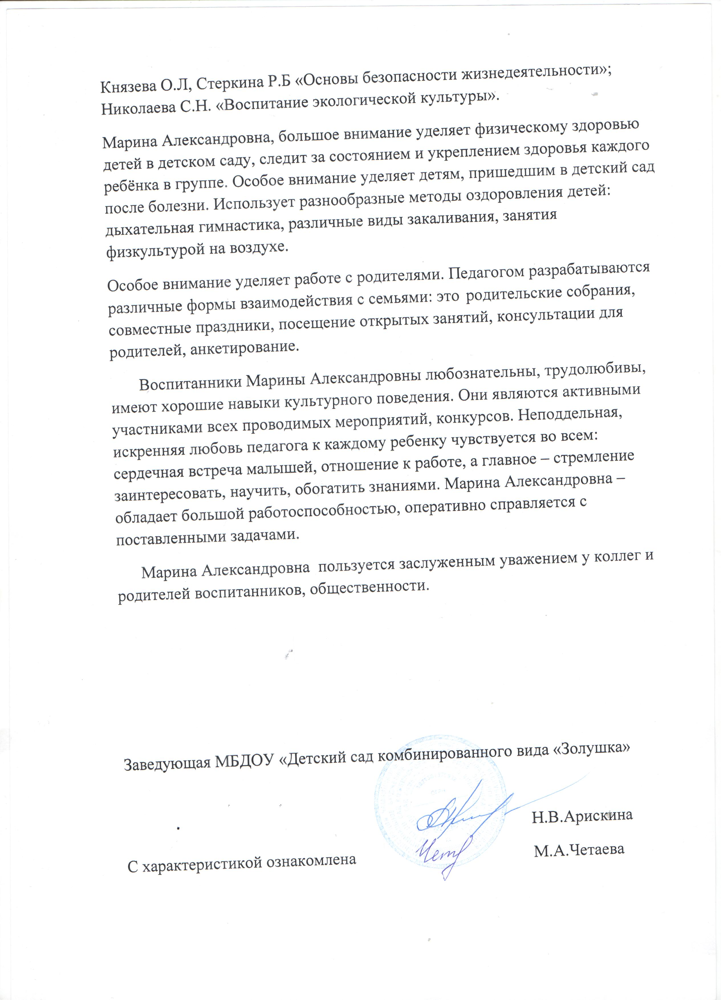 Князева О.Л, Стеркина Р.Б «Основы безопасности жизнедеятельности»;
Николаева С.Н. «Воспитание экологической культуры».
Марина Александровна, большое внимание уделяет физическому здоровью
детей в детском саду, следит за состоянием и укреплением здоровья каждого
ребёнка в группе. Особое внимание уделяет детям, пришедшим в детский сад
после болезни. Использует разнообразные методы оздоровления детей:
дыхательная гимнастика, различные виды закаливания, занятия
физкультурой на воздухе.
Особое внимание уделяет работе с родителями. Педагогом разрабатываются
различные формы взаимодействия с семьями: это родительские собрания,
совместные праздники, посещение открытых занятий, консультации для
родителей, анкетирование.
Воспитанники Марины Александровны любознательны, трудолюбивы,
имеют хорошие навыки культурного поведения. Они являются активными
участниками всех проводимых мероприятий, конкурсов. Неподдельная,
искренняя любовь педагога к каждому ребенку чувствуется во всем:
сердечная встреча малышей, отношение к работе, а главное – стремление
заинтересовать, научить, обогатить знаниями. Марина Александровна –
обладает большой работоспособностью, оперативно справляется с
поставленными задачами.
Марина Александровна пользуется заслуженным уважением у коллег и
родителей воспитанников, общественности.
Заведующая МБДОУ «Детский сад комбинированного вида «Золушка»
Н.В.Арискина
С характеристикой ознакомлена М.А.Четаева